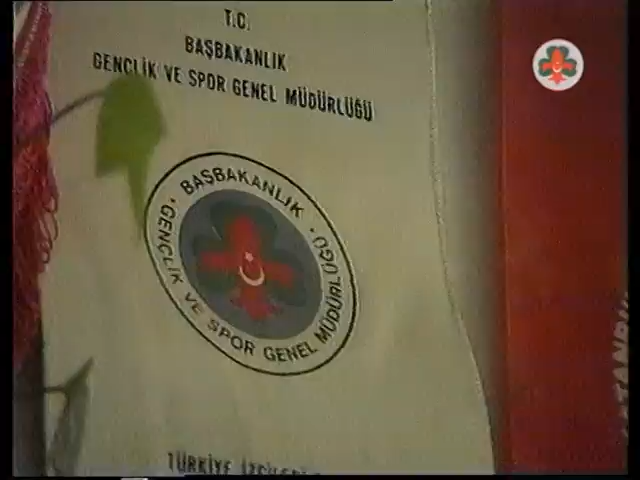 T.C.
BAŞBAKANLIK
GENÇLİK VE SPOR GENEL MÜDÜRLÜĞÜ
• BAŞBAKANLIK •
GENÇLİK VE SPOR GENEL MÜDÜRLÜĞÜ
TÜRKİYE